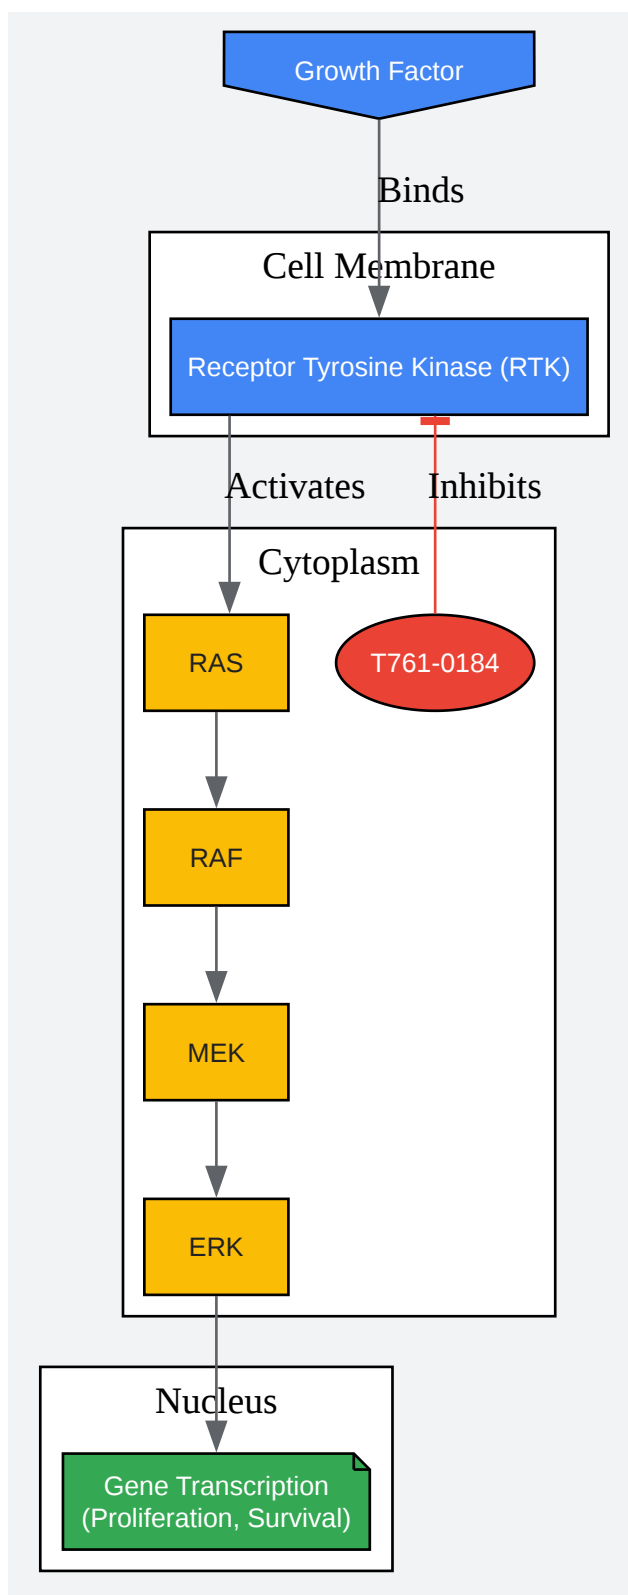 Growth Factor
Binds
Cell Membrane
Receptor Tyrosine Kinase (RTK)
Activates
Inhibits
Cytoplasm
RAS
T761-0184
RAF
MEK
ERK
Nucleus
Gene Transcription
(Proliferation, Survival)